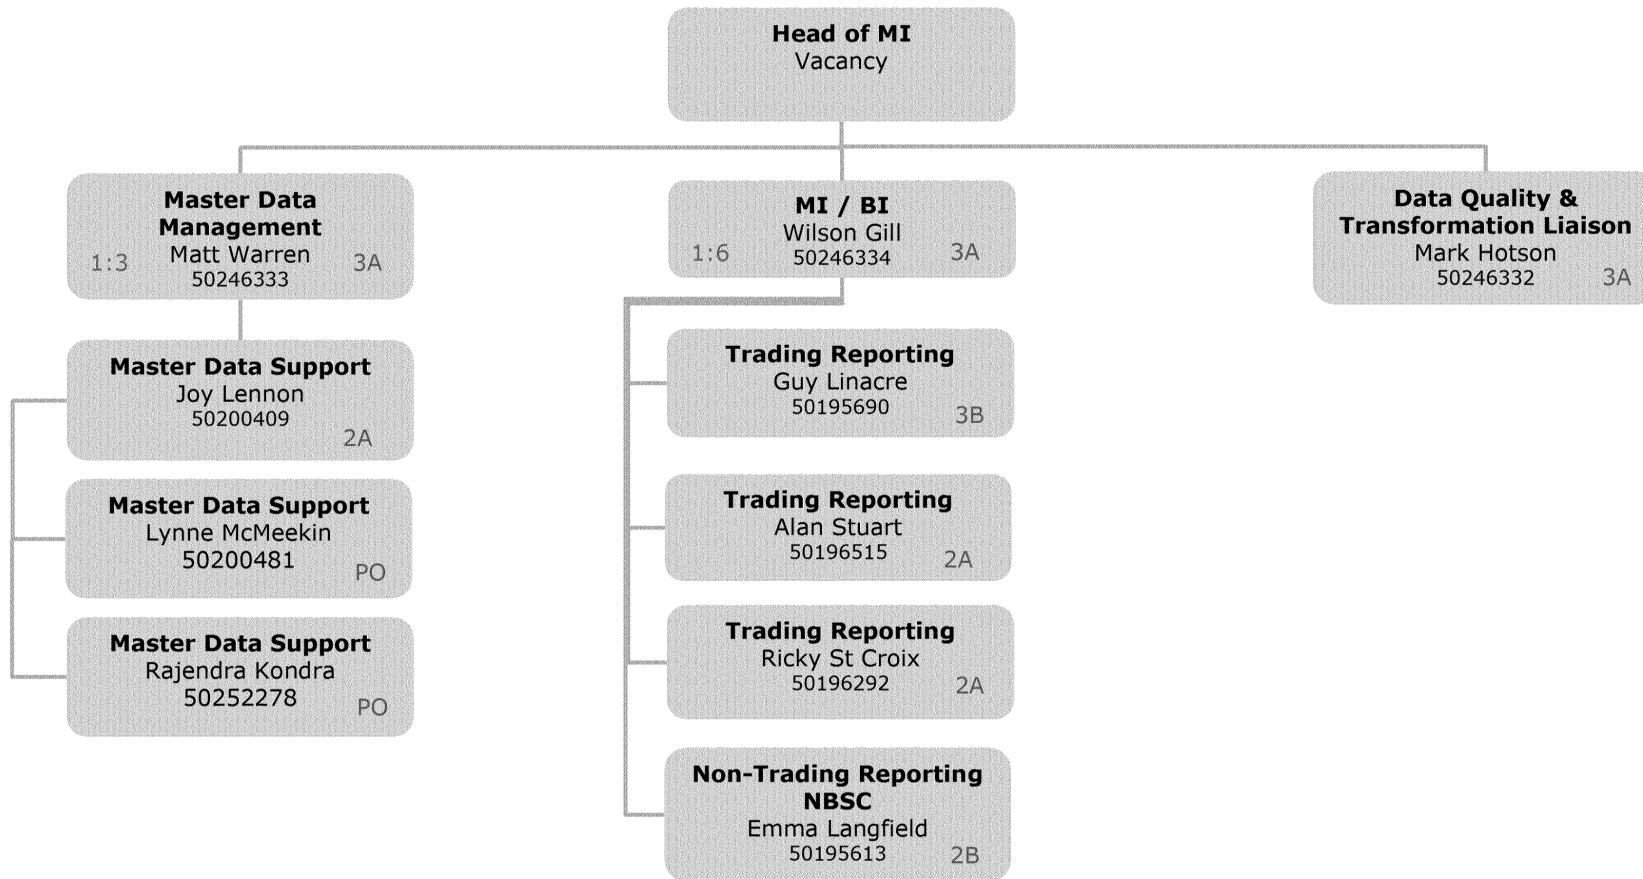 Head of MI
Vacancy
Master Data
Management
Matt Warren
1:3
3A
50246333
MI / BI
Wilson Gill
1:6
3A
50246334
Data Quality &
Transformation Liaison
Mark Hotson
50246332
3A
Master Data Support
Joy Lennon
50200409
2A
Master Data Support
Lynne McMeekin
50200481
PO
Master Data Support
Rajendra Kondra
50252278
PO
Trading Reporting
Guy Linacre
50195690
3B
Trading Reporting
Alan Stuart
50196515
2A
Trading Reporting
Ricky St Croix
50196292
2A
Non-Trading Reporting
NBSC
Emma Langfield
50195613
2B